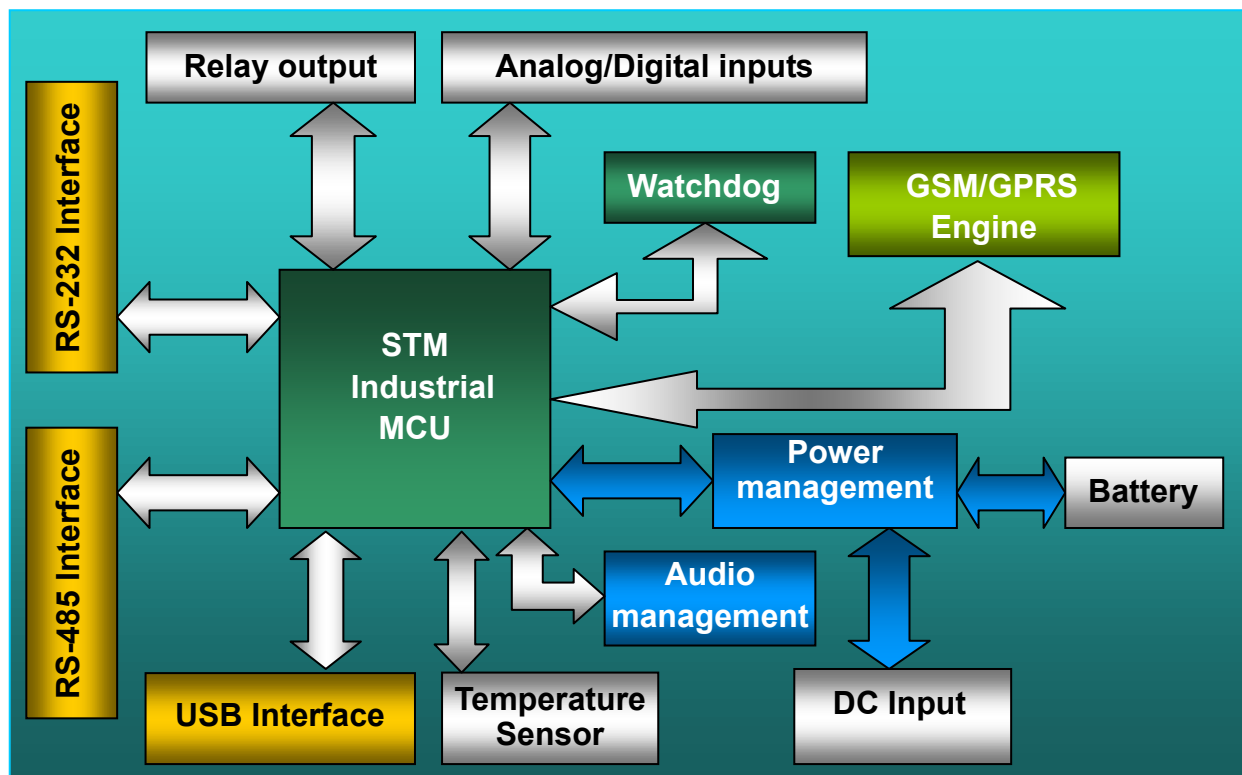 Relay output
Analog/Digital inputs
RS-232 Interface
Watchdog
GSM/GPRS
Engine
STM
Industrial
MCU
RS-485 Interface
Power
management
Battery
Audio
management
USB Interface
Temperature
Sensor
DC Input